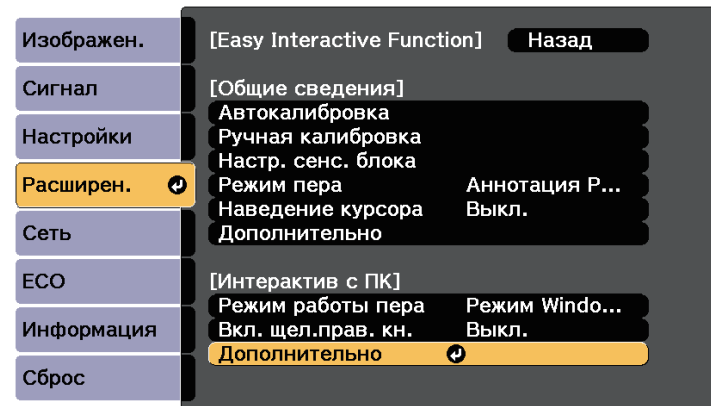 Изображен.
Сигнал
Настройки
Расширен.
Сеть
ECO
Информация
Сброс
[Easy Interactive Function] Назад
[Общие сведения]
Автокалибровка
Ручная калибровка
Настр. сенс. блока
Режим пера Аннотация P...
Наведение курсора Выкл.
Дополнительно
[Интерактив с ПК]
Режим работы пера Режим Windo...
Вкл. щел.прав. кн. Выкл.
Дополнительно